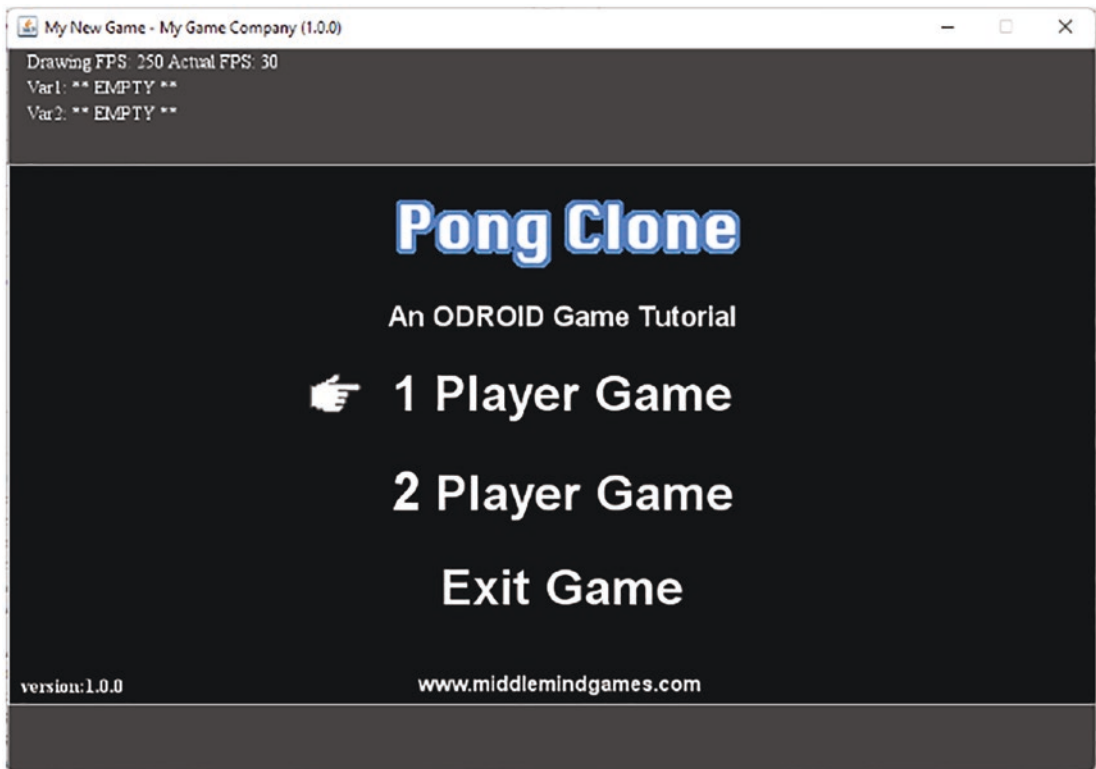 My New Game - My Game Company (1.0.0)
Drawing FPS: 250 Actual FPS: 30
Var1: ** EMPTY **
Var2: ** EMPTY **
Pong Clone
An ODROID Game Tutorial
1 Player Game
2 Player Game
Exit Game
version:1.0.0
www.middlemindgames.com